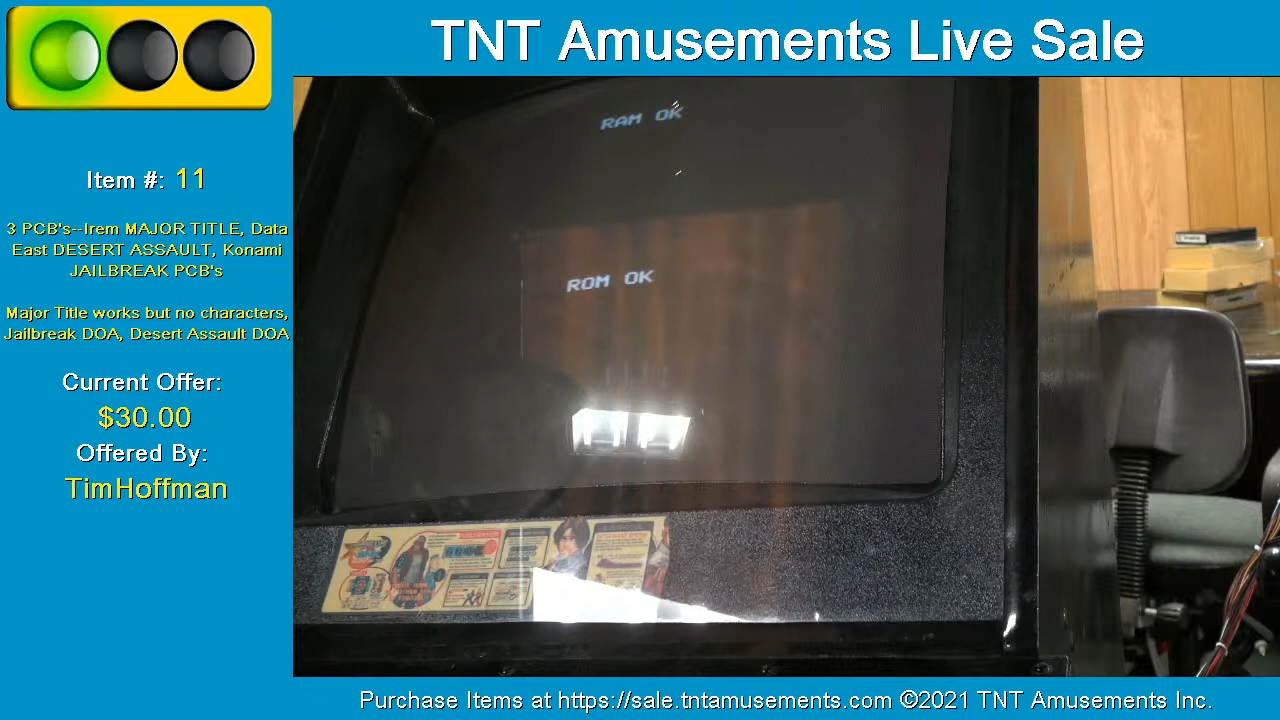 TNT Amusements Live Sale
Item #: 11
3 PCB's--Irem MAJOR TITLE, Data
East DESERT ASSAULT, Konami
JAILBREAK PCB's
Major Title works but no characters,
Jailbreak DOA, Desert Assault DOA
Current Offer:
$30.00
Offered By:
TimHoffman
RAM OK
ROM OK
Purchase Items at https://sale.tntamusements.com ©2021 TNT Amusements Inc.